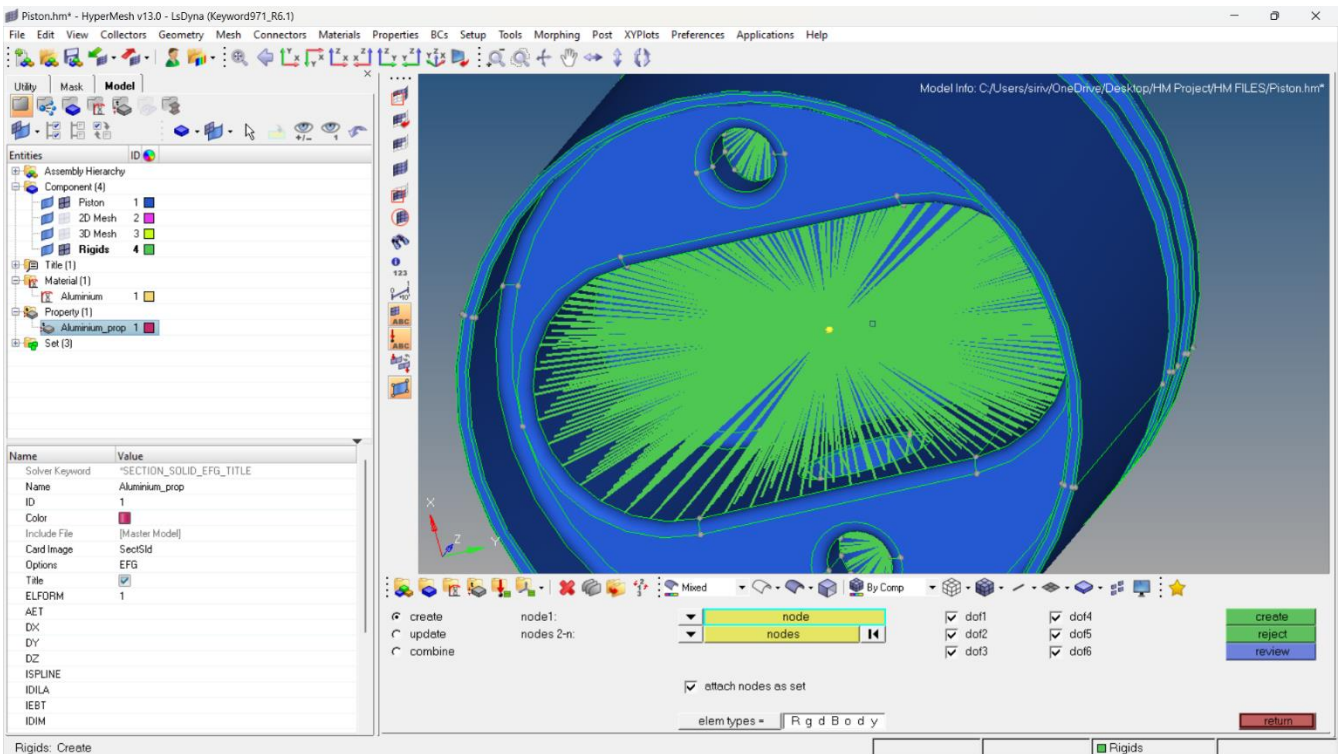 Piston.hm* - HyperMesh v13.0 - LsDyna (Keyword971_R6.1)
File Edit View Collectors Geometry Mesh Connectors Materials Properties BCs Setup Tools Morphing Post XYPlots Preferences Applications Help
Utility Mask Model
Model Info: C:/Users/siriv/OneDrive/Desktop/HM Project/HM FILES/Piston.hm*
Entities ID
Assembly Hierarchy
Component (4)
Piston 1
2D Mesh 2
3D Mesh 3
Rigids 4
Title (1)
Material (1)
Aluminium 1
Property (1)
Aluminium_prop 1
Set (3)
123
ABC
ABC
Name Value
Solver Keyword *SECTION_SOLID_EFG_TITLE
Name Aluminium_prop
ID 1
Color
Include File [Master Model]
Card Image SectSld
Options EFG
Title
ELFORM 1
AET
DX
DY
DZ
ISPLINE
IDILA
IEBT
IDIM
X
Z Y
Mixed By Comp
create node1: node dof1 dof4 create
update nodes 2-n: nodes dof2 dof5 reject
combine dof3 dof6 review
attach nodes as set
elem types = RgdBody return
Rigids: Create Rigids